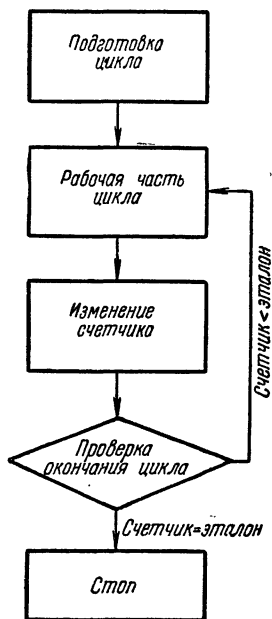 Подготовка
цикла
Рабочая часть
цикла
Изменение
счетчика
Проверка
окончания цикла
Счетчик<эталон
Счетчик=эталон
Стоп